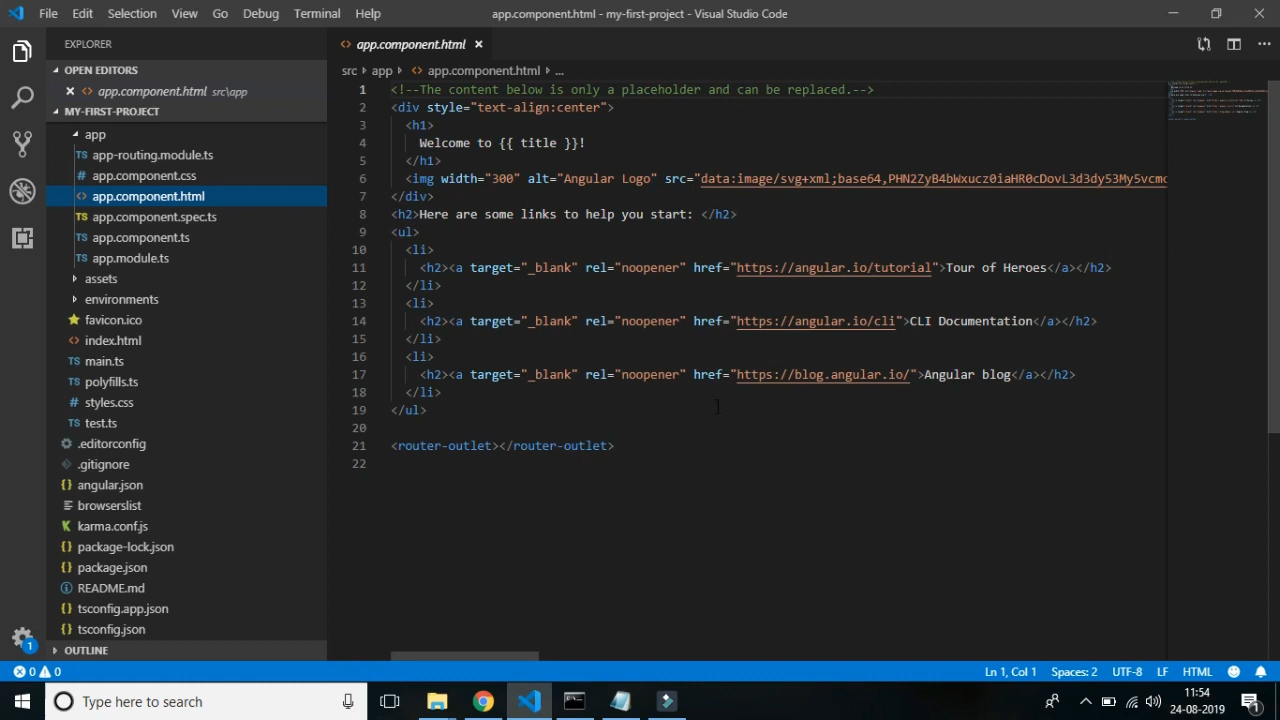 File Edit Selection View Go Debug Terminal Help
app.component.html - my-first-project - Visual Studio Code
EXPLORER
OPEN EDITORS
app.component.html src\app
MY-FIRST-PROJECT
app
TS app-routing.module.ts
app.component.css
<> app.component.html
TS app.component.spec.ts
TS app.component.ts
TS app.module.ts
assets
environments
favicon.ico
<> index.html
TS main.ts
TS polyfills.ts
styles.css
TS test.ts
.editorconfig
.gitignore
{} angular.json
browserslist
karma.conf.js
{} package-lock.json
{} package.json
README.md
{} tsconfig.app.json
{} tsconfig.json
OUTLINE
<> app.component.html
src app <> app.component.html ...
1 <!--The content below is only a placeholder and can be replaced.-->
2 <div style="text-align:center">
3 <h1>
4 Welcome to {{ title }}!
5 </h1>
6 <img width="300" alt="Angular Logo" src="data:image/svg+xml;base64,PHN2ZyB4bWxucz0iaHR0cDovL3d3dy53My5vcmc
7 </div>
8 <h2>Here are some links to help you start: </h2>
9 <ul>
10 <li>
11 <h2><a target="_blank" rel="noopener" href="https://angular.io/tutorial">Tour of Heroes</a></h2>
12 </li>
13 <li>
14 <h2><a target="_blank" rel="noopener" href="https://angular.io/cli">CLI Documentation</a></h2>
15 </li>
16 <li>
17 <h2><a target="_blank" rel="noopener" href="https://blog.angular.io/">Angular blog</a></h2>
18 </li>
19 </ul>
20
21 <router-outlet></router-outlet>
22
1
0 0
Ln 1, Col 1 Spaces: 2 UTF-8 LF HTML
Type here to search
11:54
24-08-2019
1